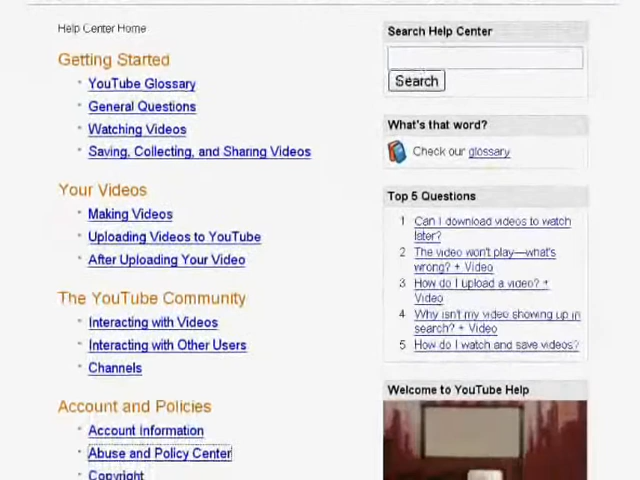 Help Center Home
Getting Started
YouTube Glossary
General Questions
Watching Videos
Saving, Collecting, and Sharing Videos
Your Videos
Making Videos
Uploading Videos to YouTube
After Uploading Your Video
The YouTube Community
Interacting with Videos
Interacting with Other Users
Channels
Account and Policies
Account Information
Abuse and Policy Center
Copyright
Search Help Center
Search
What's that word?
Check our glossary
Top 5 Questions
1 Can I download videos to watch
later?
2 The video won't play—what's
wrong? + Video
3 How do I upload a video? +
Video
4 Why isn't my video showing up in
search? + Video
5 How do I watch and save videos?
Welcome to YouTube Help